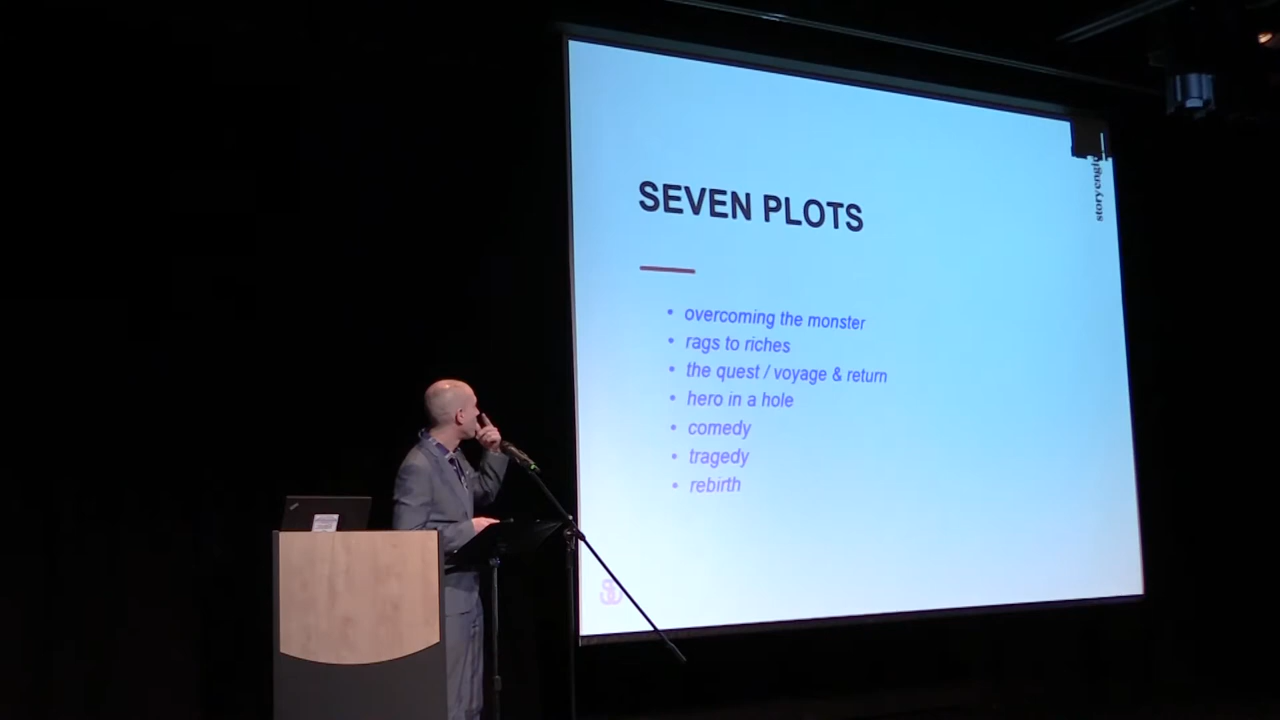 SEVEN PLOTS
• overcoming the monster
• rags to riches
• the quest / voyage & return
• hero in a hole
• comedy
• tragedy
• rebirth